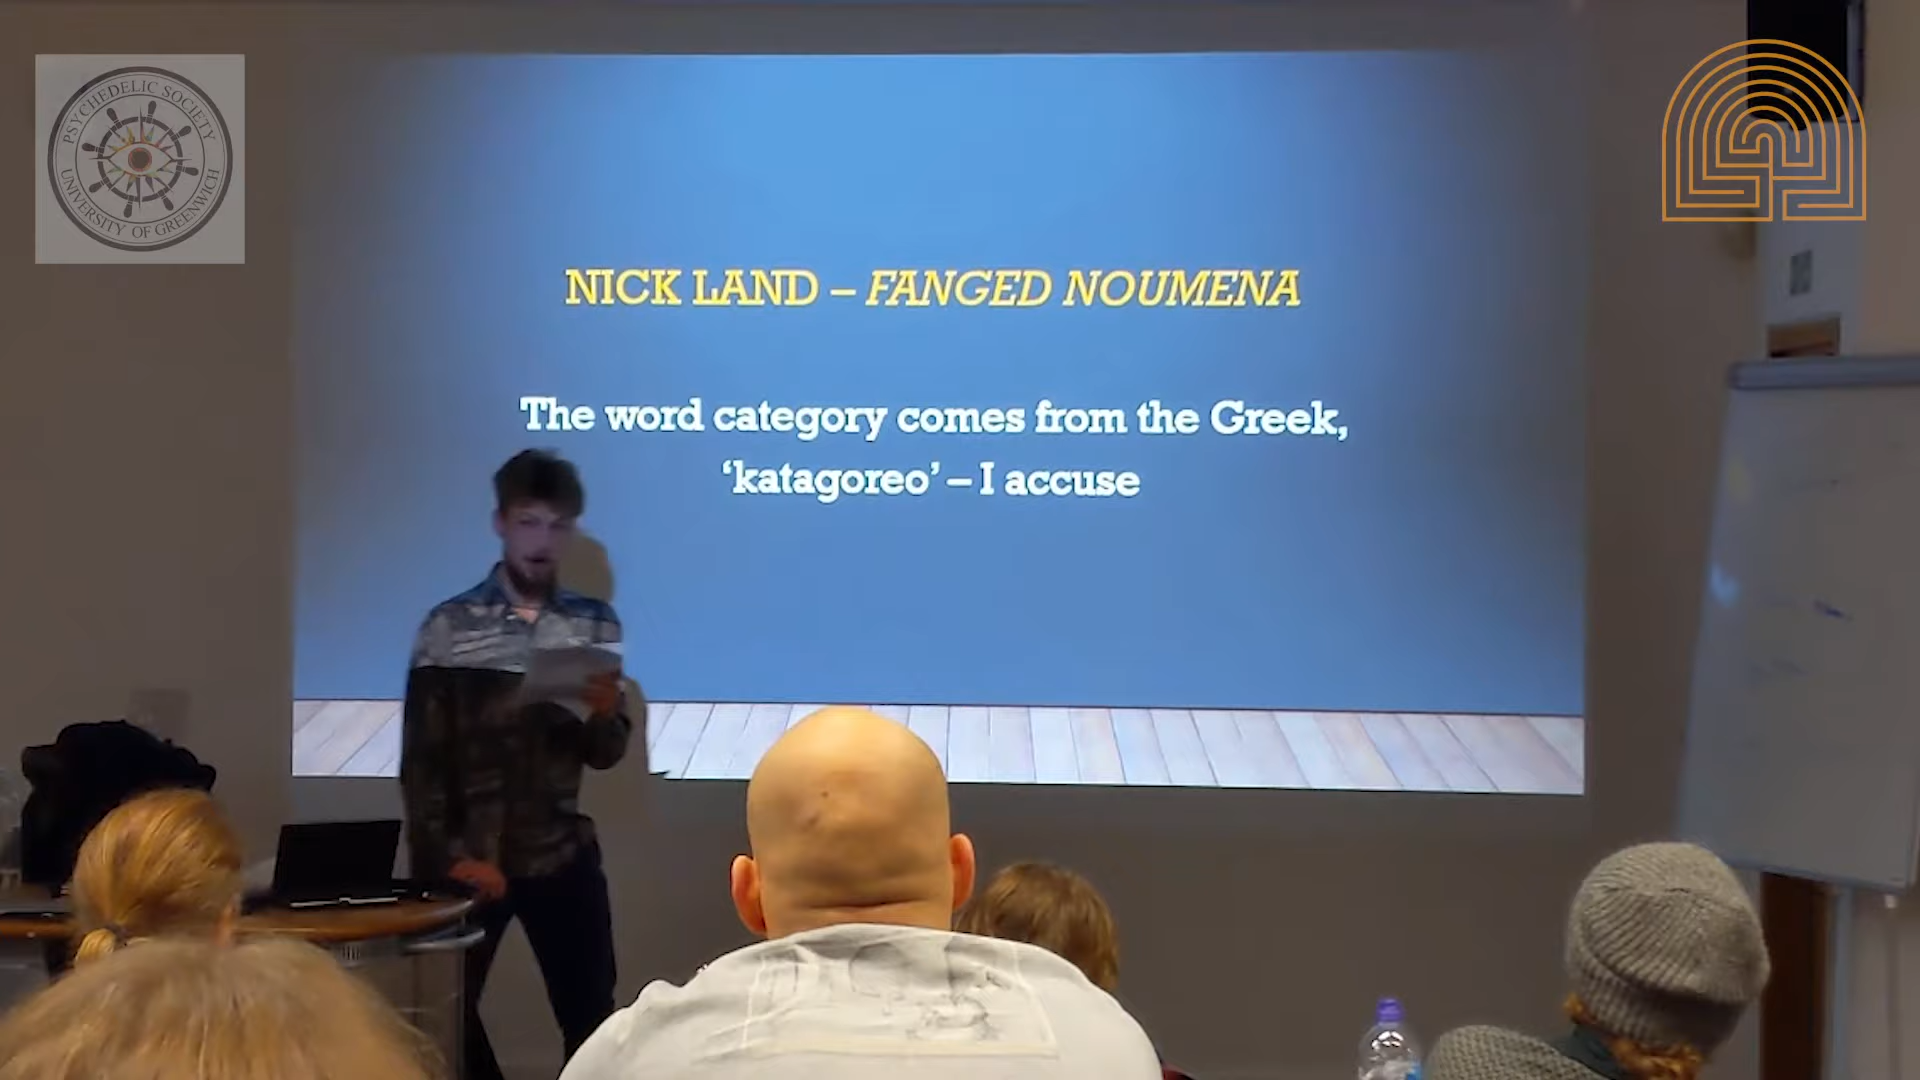 PSYCHEDELIC SOCIETY
UNIVERSITY OF GREENWICH
NICK LAND – FANGED NOUMENA
The word category comes from the Greek,
‘katagoreo’ – I accuse